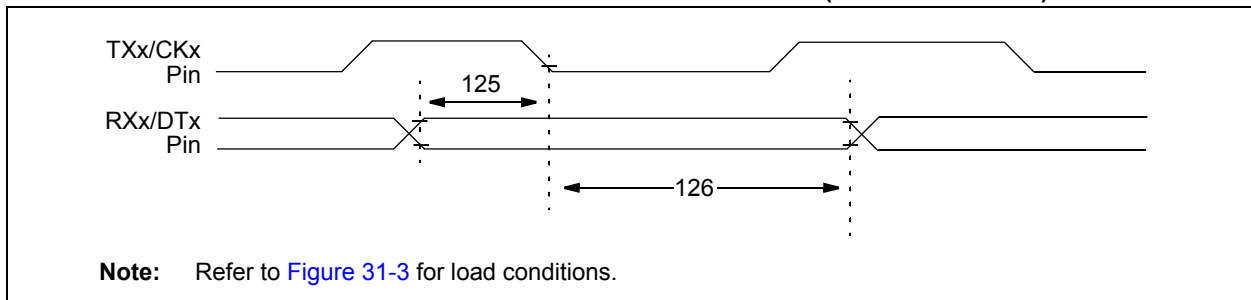 TXx/CKx
Pin
125
RXx/DTx
Pin
126
Note: Refer to Figure 31-3 for load conditions.